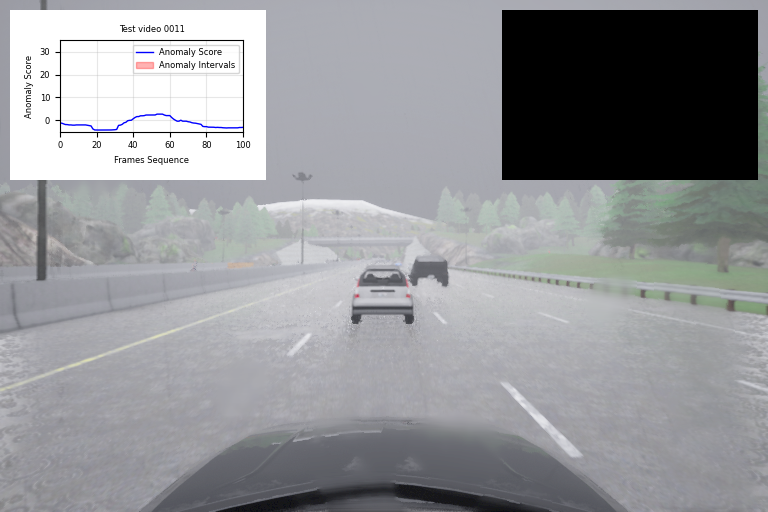 Test video 0011
Anomaly Score
Anomaly Intervals
Anomaly Score
30
20
10
0
0 20 40 60 80 100
Frames Sequence